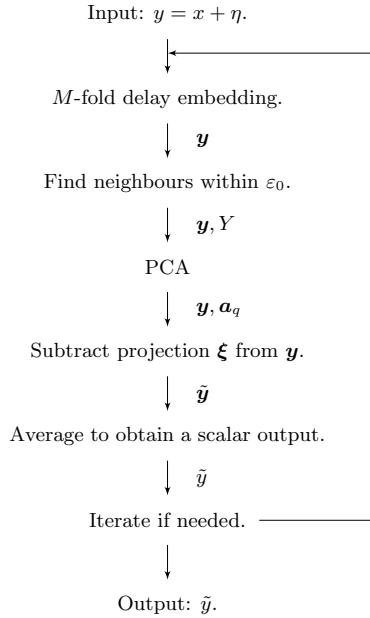 Input: y = x + η.
M-fold delay embedding.
y
Find neighbours within ε₀.
y, Y
PCA
y, a_q
Subtract projection ξ from y.
ỹ
Average to obtain a scalar output.
ỹ
Iterate if needed.
Output: ỹ.